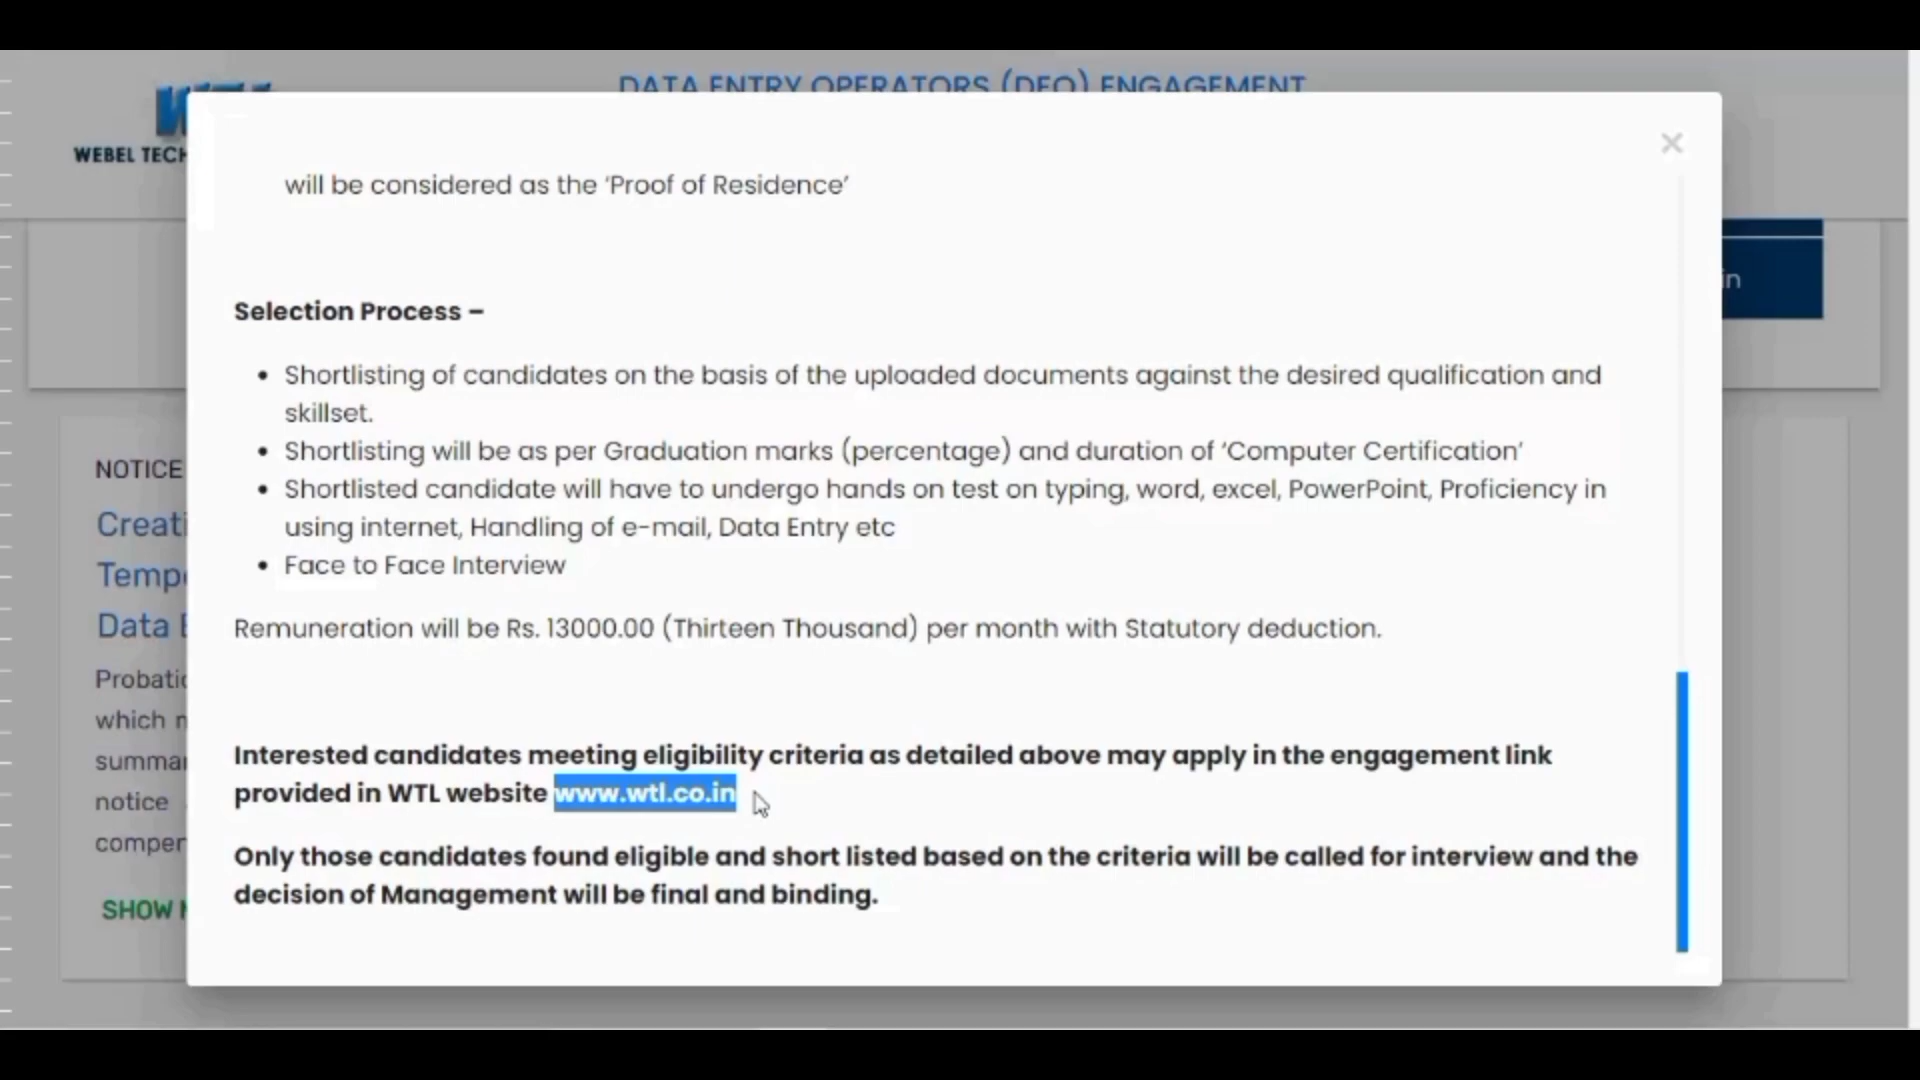 DATA ENTRY OPERATORS (DEO) ENGAGEMENT
WEBEL TECH
will be considered as the ‘Proof of Residence’
in
Selection Process –
• Shortlisting of candidates on the basis of the uploaded documents against the desired qualification and
skillset.
• Shortlisting will be as per Graduation marks (percentage) and duration of ‘Computer Certification’
• Shortlisted candidate will have to undergo hands on test on typing, word, excel, PowerPoint, Proficiency in
using internet, Handling of e-mail, Data Entry etc
• Face to Face Interview
Remuneration will be Rs. 13000.00 (Thirteen Thousand) per month with Statutory deduction.
Interested candidates meeting eligibility criteria as detailed above may apply in the engagement link
provided in WTL website www.wtl.co.in
Only those candidates found eligible and short listed based on the criteria will be called for interview and the
decision of Management will be final and binding.
NOTICE
Creati
Temp
Data
Probati
which
summa
notice
comper
SHOW